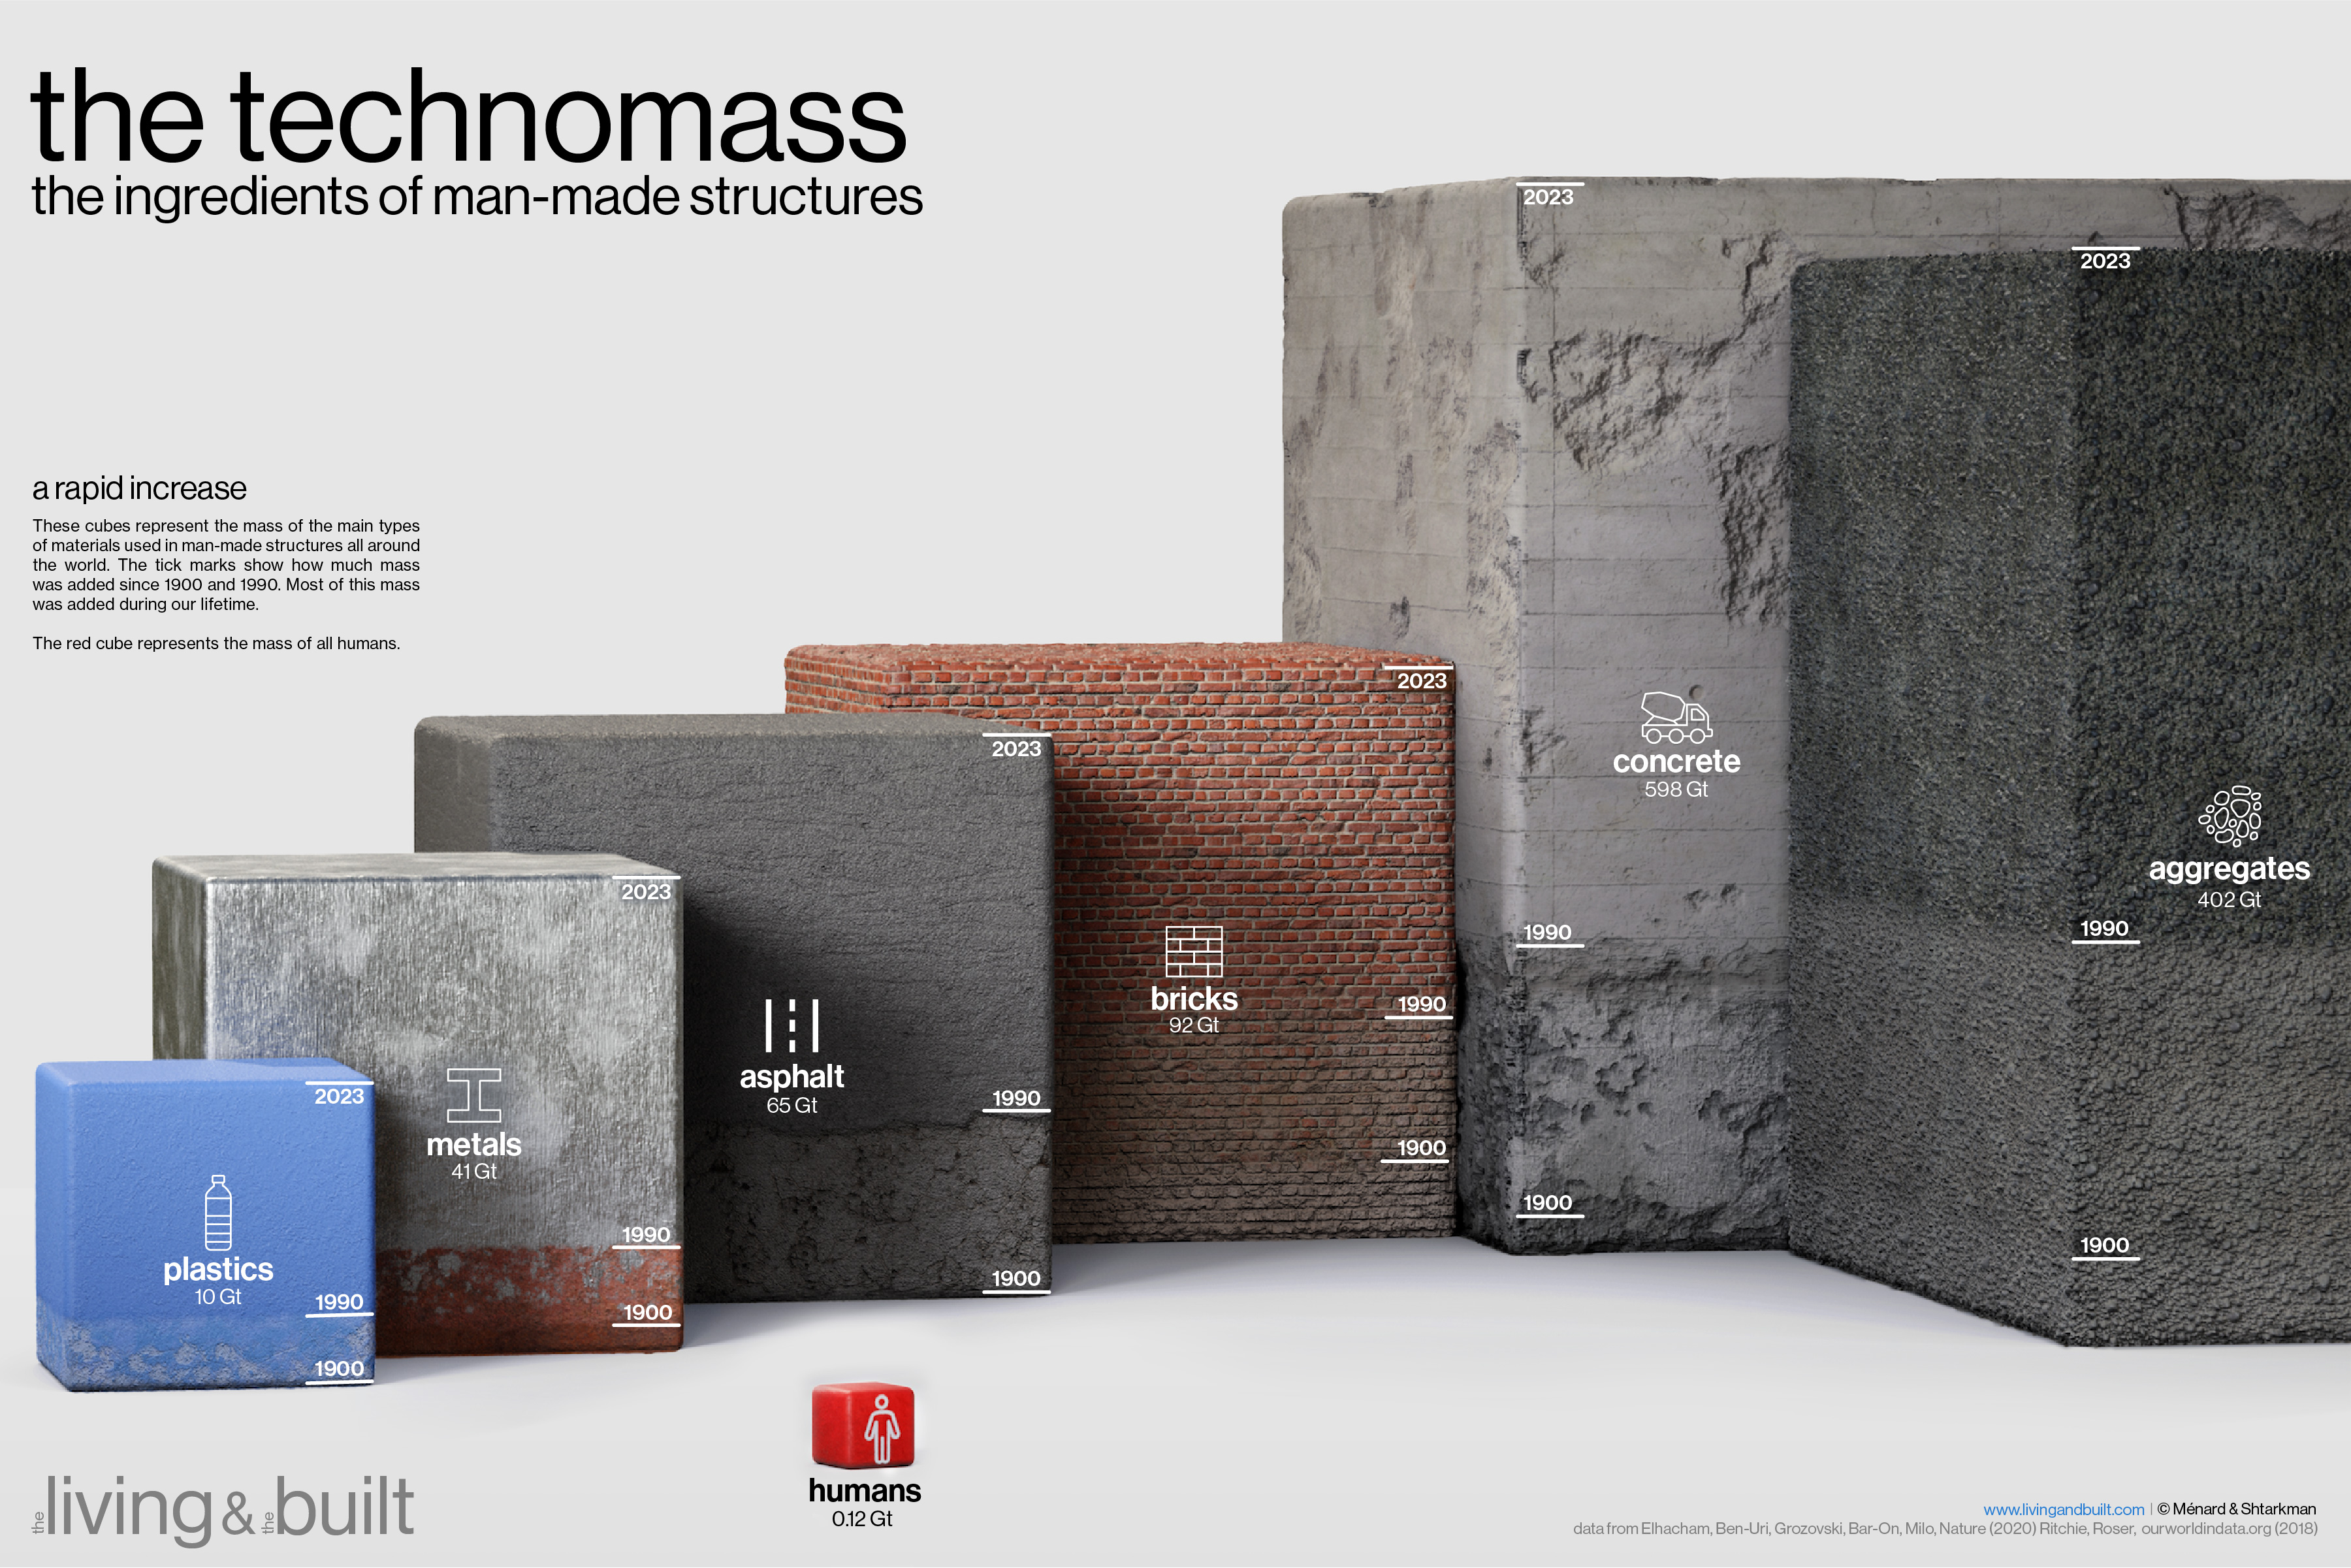 the technomass
the ingredients of man-made structures
a rapid increase
These cubes represent the mass of the main types
of materials used in man-made structures all around
the world. The tick marks show how much mass
was added since 1900 and 1990. Most of this mass
was added during our lifetime.
The red cube represents the mass of all humans.
2023
plastics
10 Gt
1990
1900
2023
metals
41 Gt
1990
1900
2023
asphalt
65 Gt
1990
1900
2023
bricks
92 Gt
1990
1900
2023
concrete
598 Gt
1990
1900
2023
aggregates
402 Gt
1990
1900
humans
0.12 Gt
the living & the built
www.livingandbuilt.com | © Ménard & Shtarkman
data from Elhacham, Ben-Uri, Grozovski, Bar-On, Milo, Nature (2020) Ritchie, Roser, ourworldindata.org (2018)